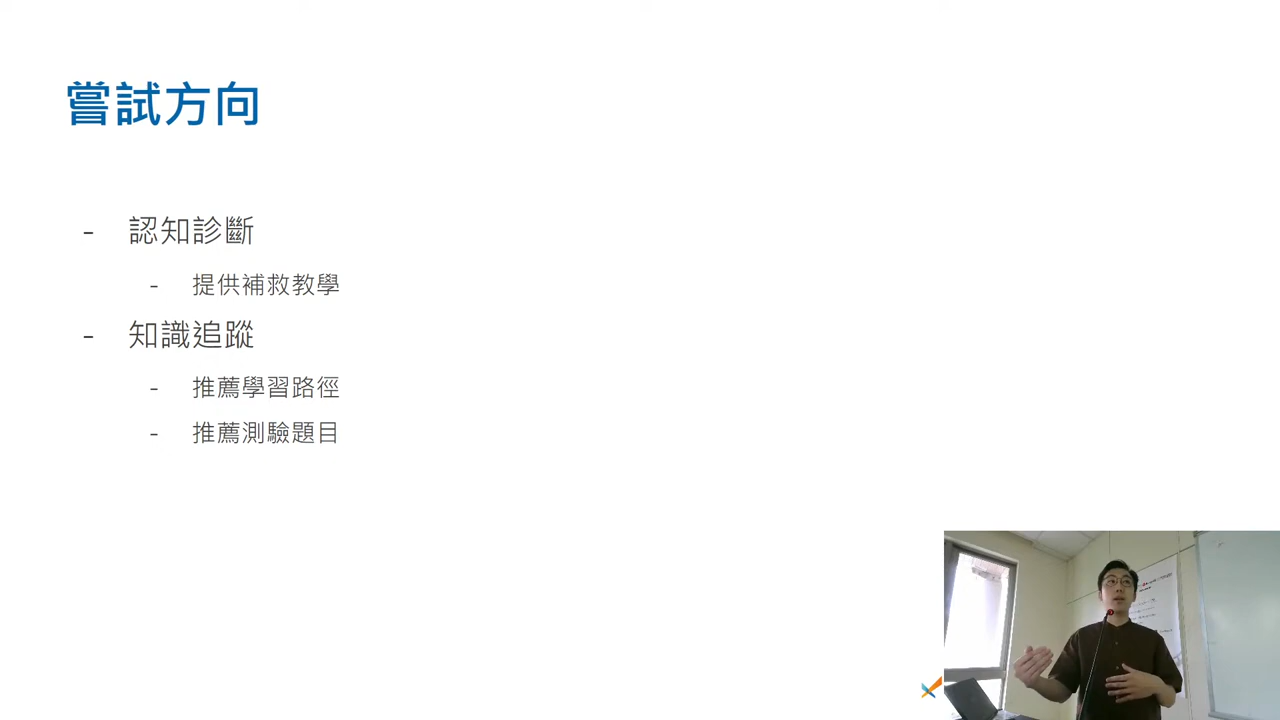 嘗試方向
- 認知診斷
- 提供補救教學
- 知識追蹤
- 推薦學習路徑
- 推薦測驗題目